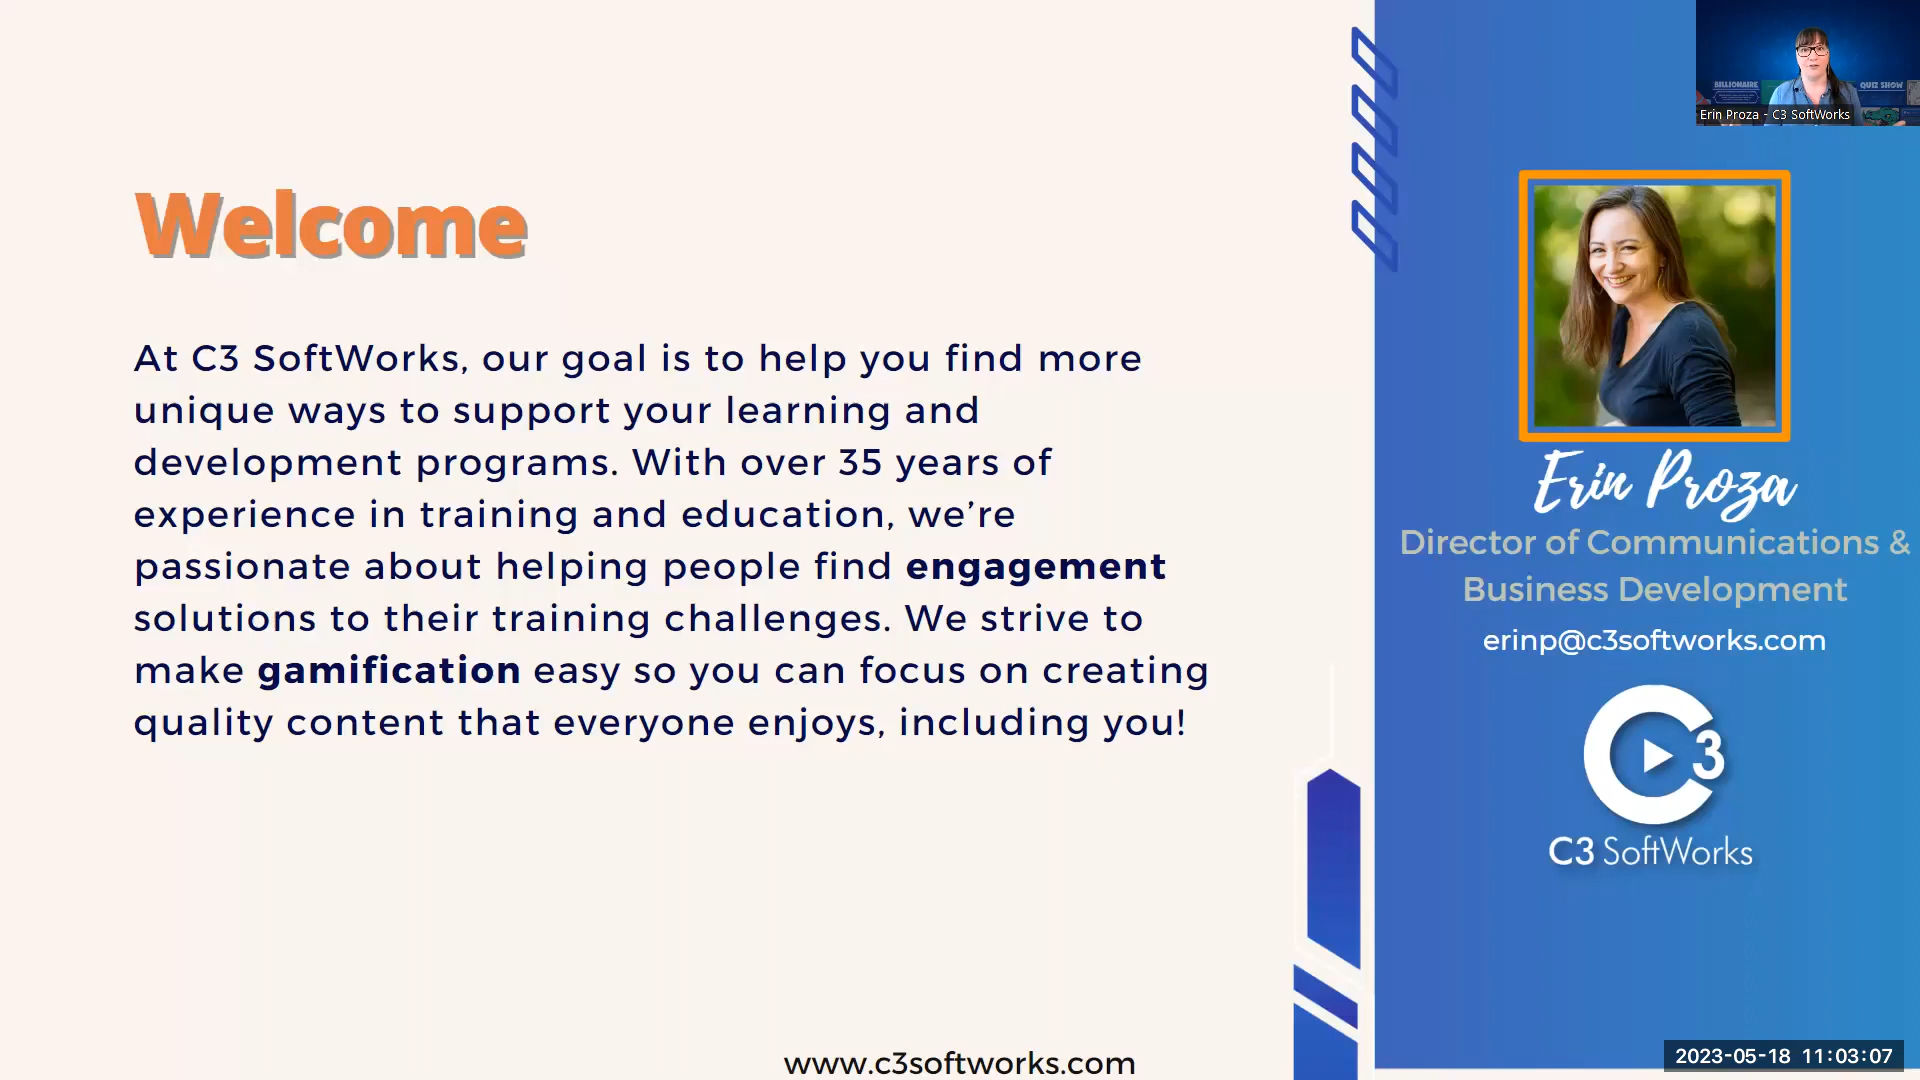 Welcome
At C3 SoftWorks, our goal is to help you find more
unique ways to support your learning and
development programs. With over 35 years of
experience in training and education, we’re
passionate about helping people find engagement
solutions to their training challenges. We strive to
make gamification easy so you can focus on creating
quality content that everyone enjoys, including you!
www.c3softworks.com
BILLIONAIRE
QUIZ SHOW
Erin Proza - C3 SoftWorks
Erin Proza
Director of Communications &
Business Development
erinp@c3softworks.com
C3
C3 SoftWorks
2023-05-18 11:03:07